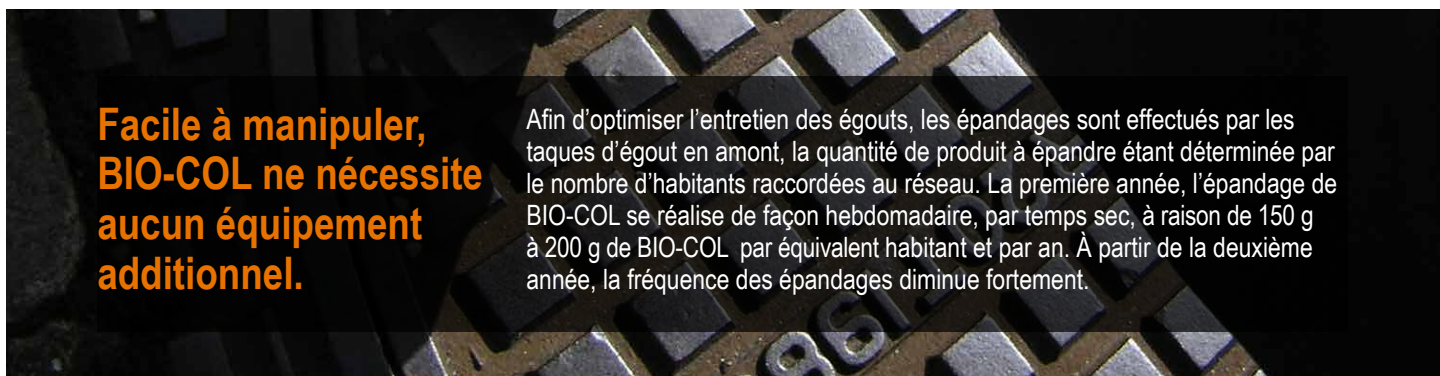 Facile à manipuler,
BIO-COL ne nécessite
aucun équipement
additionnel.
Afin d’optimiser l’entretien des égouts, les épandages sont effectués par les
taques d’égout en amont, la quantité de produit à épandre étant déterminée par
le nombre d’habitants raccordées au réseau. La première année, l’épandage de
BIO-COL se réalise de façon hebdomadaire, par temps sec, à raison de 150 g
à 200 g de BIO-COL par équivalent habitant et par an. À partir de la deuxième
année, la fréquence des épandages diminue fortement.